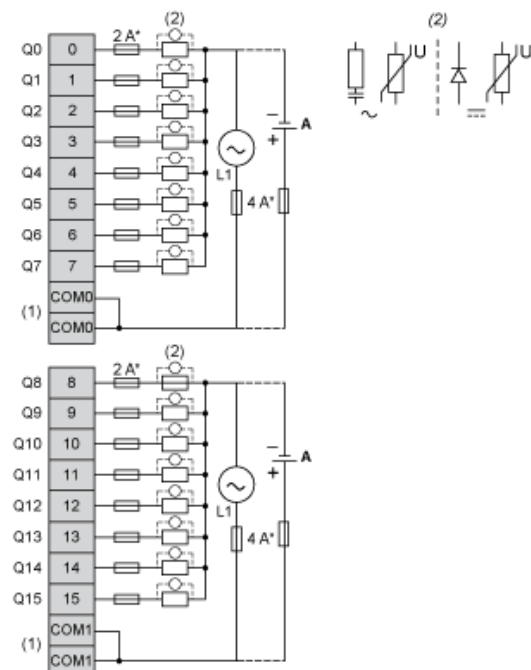 (2)
Q0 0 2 A*
Q1 1
Q2 2
Q3 3
Q4 4
Q5 5
Q6 6
Q7 7
COM0
(1)
COM0
L1
4 A*
−
+
A
(2)
Q8 8 2 A*
Q9 9
Q10 10
Q11 11
Q12 12
Q13 13
Q14 14
Q15 15
COM1
(1)
COM1
L1
4 A*
−
+
A
(2)
U
U
~